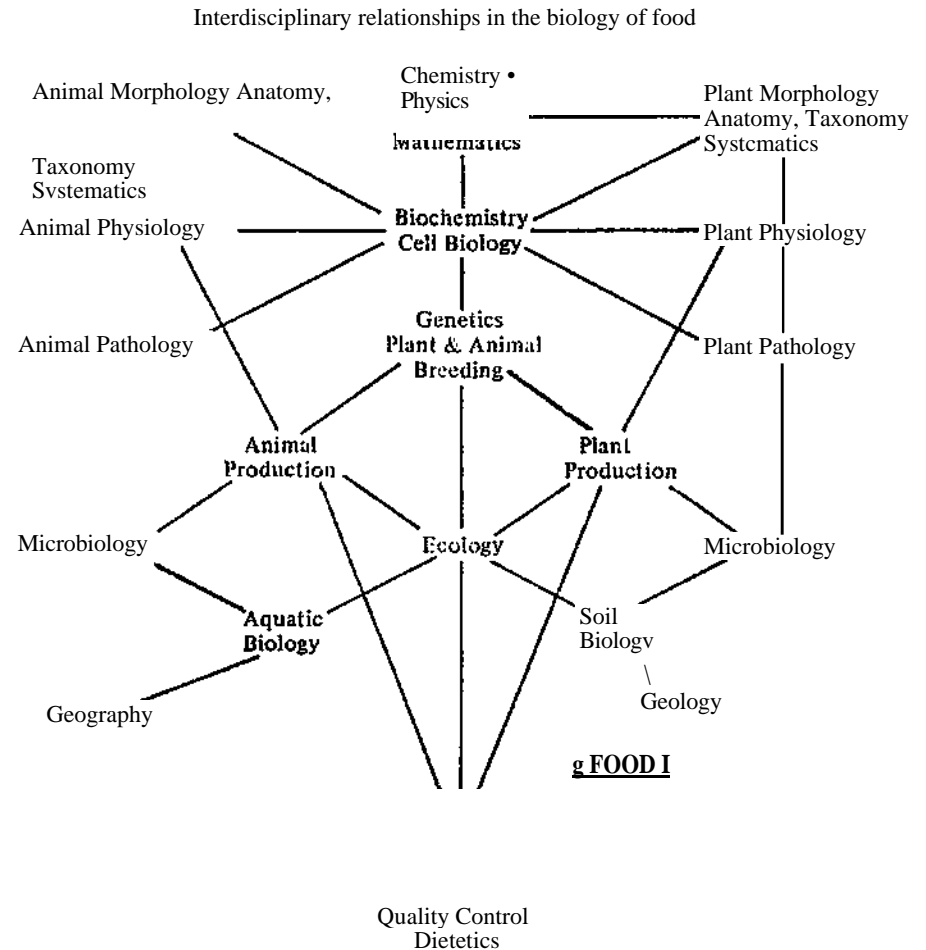 Interdisciplinary relationships in the biology of food
Chemistry •
Physics
Mathematics
Animal Morphology Anatomy,
Taxonomy
Svstematics
Plant Morphology
Anatomy, Taxonomy
Systcmatics
Biochemistry
Cell Biology
Animal Physiology
Plant Physiology
Genetics
Plant & Animal
Breeding
Animal Pathology
Plant Pathology
Animal
Production
Plant
Production
Microbiology
Ecology
Microbiology
Aquatic
Biology
Soil
Biologv
\
Geography
Geology
g FOOD I
Quality Control
Dietetics